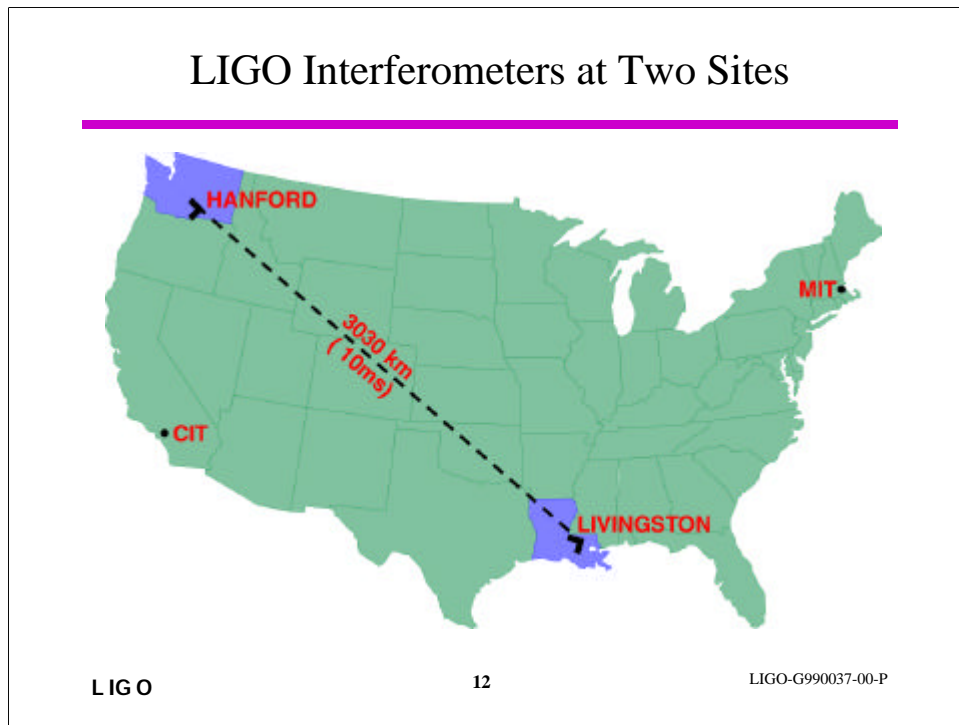 LIGO Interferometers at Two Sites
HANFORD
MIT
3030 km
( 10ms)
CIT
LIVINGSTON
LIGO
12
LIGO-G990037-00-P